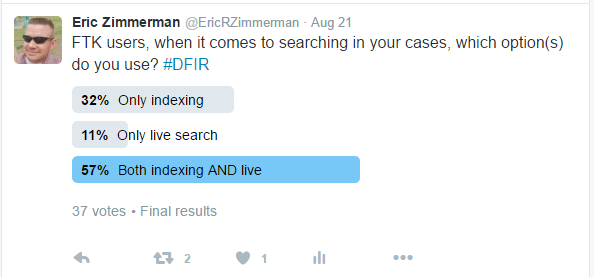 Eric Zimmerman @EricRZimmerman · Aug 21
FTK users, when it comes to searching in your cases, which option(s)
do you use? #DFIR
32% Only indexing
11% Only live search
57% Both indexing AND live
37 votes • Final results
2 1